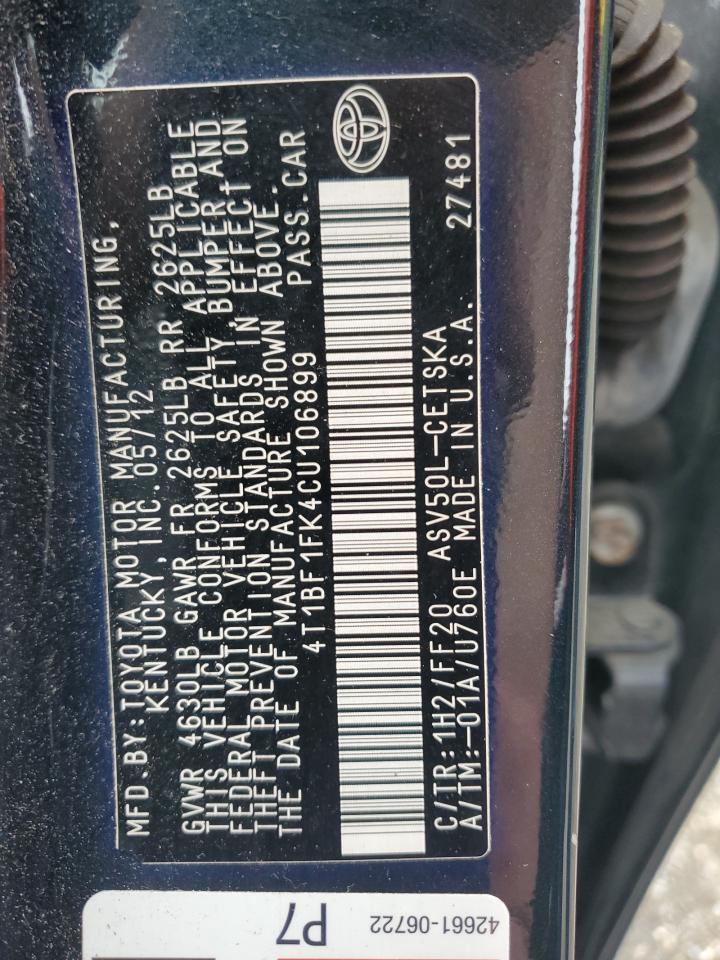 MFD.BY:TOYOTA MOTOR MANUFACTURING,
KENTUCKY, INC.05/12
GVWR 4630LB GAWR FR 2625LB RR 2625LB
THIS VEHICLE CONFORMS TO ALL APPLICABLE
FEDERAL MOTOR VEHICLE SAFETY, BUMPER,AND
THEFT PREVENTION STANDARDS IN EFFECT ON
THE DATE OF MANUFACTURE SHOWN ABOVE.
4T1BF1FK4CU106899 PASS.CAR
C/TR:1H2/FF20 ASV50L-CETSKA 27481
A/TM:-01A/U760E MADE IN U.S.A.
42661-06722
P7